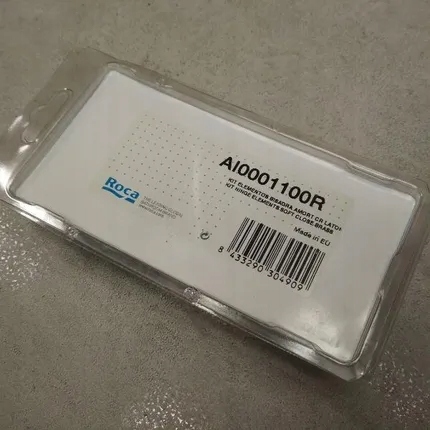 AI0001100R
KIT ELEMENTOS BISAGRA AMORT CR LATON
KIT HINGE ELEMENTS SOFT CLOSE-BRASS
Made in EU
8 433290 304909
Roca